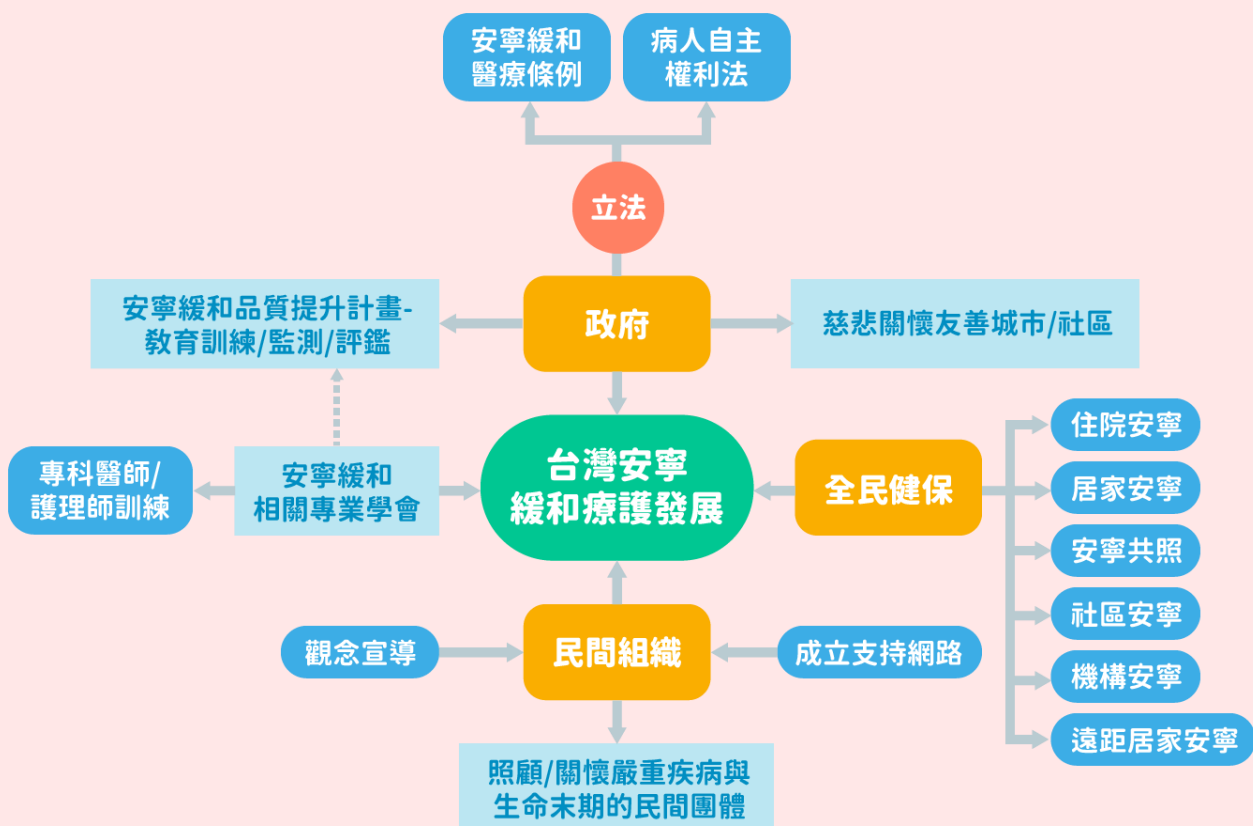 安寧緩和
醫療條例
病人自主
權利法
立法
安寧緩和品質提升計畫-
教育訓練/監測/評鑑
政府
慈悲關懷友善城市/社區
專科醫師/
護理師訓練
安寧緩和
相關專業學會
台灣安寧
緩和療護發展
全民健保
住院安寧
居家安寧
安寧共照
社區安寧
機構安寧
遠距居家安寧
觀念宣導
民間組織
成立支持網路
照顧/關懷嚴重疾病與
生命末期的民間團體